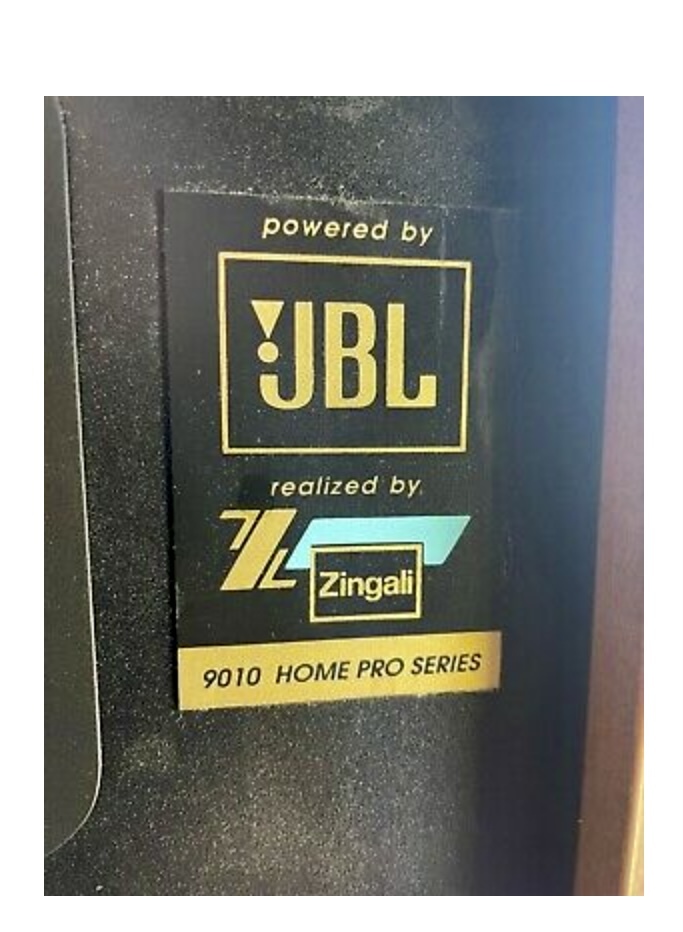 powered by
JBL
realized by
Zingali
9010 HOME PRO SERIES